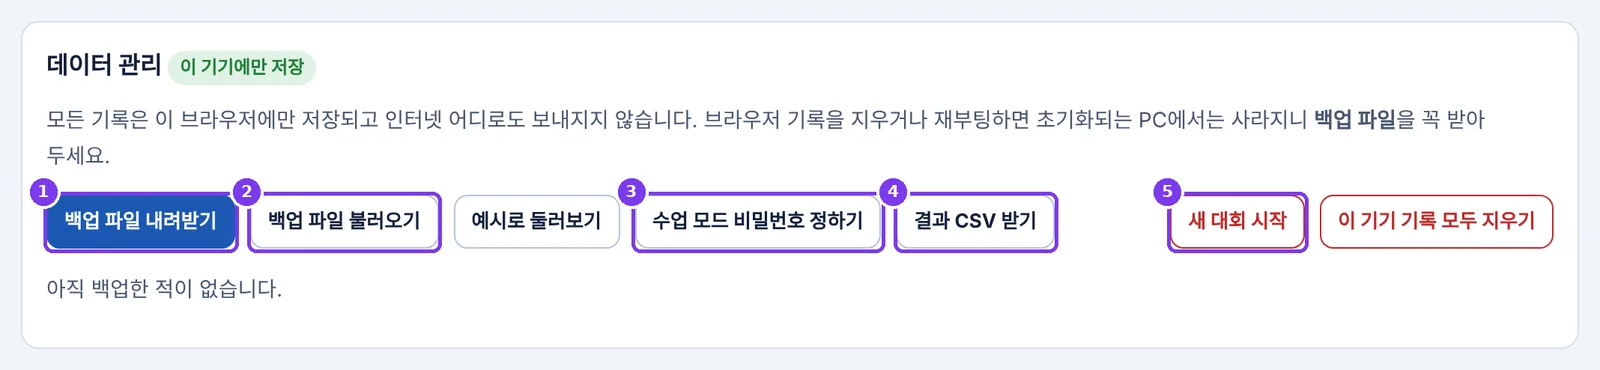 데이터 관리 이 기기에만 저장
모든 기록은 이 브라우저에만 저장되고 인터넷 어디로도 보내지지 않습니다. 브라우저 기록을 지우거나 재부팅하면 초기화되는 PC에서는 사라지니 백업 파일을 꼭 받아
두세요.
1 2 3 4 5
백업 파일 내려받기 백업 파일 불러오기 예시로 둘러보기 수업 모드 비밀번호 정하기 결과 CSV 받기 새 대회 시작 이 기기 기록 모두 지우기
아직 백업한 적이 없습니다.